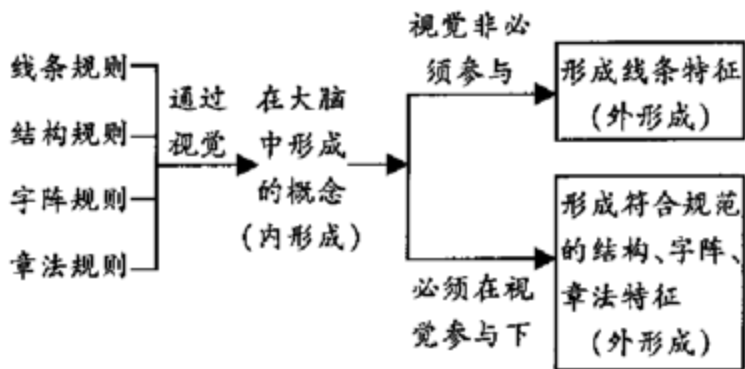 线条规则
结构规则
字阵规则
章法规则
通过
视觉
在大脑
中形成
的概念
(内形成)
视觉非必
须参与
形成线条特征
(外形成)
必须在视
觉参与下
形成符合规范
的结构、字阵、
章法特征
(外形成)